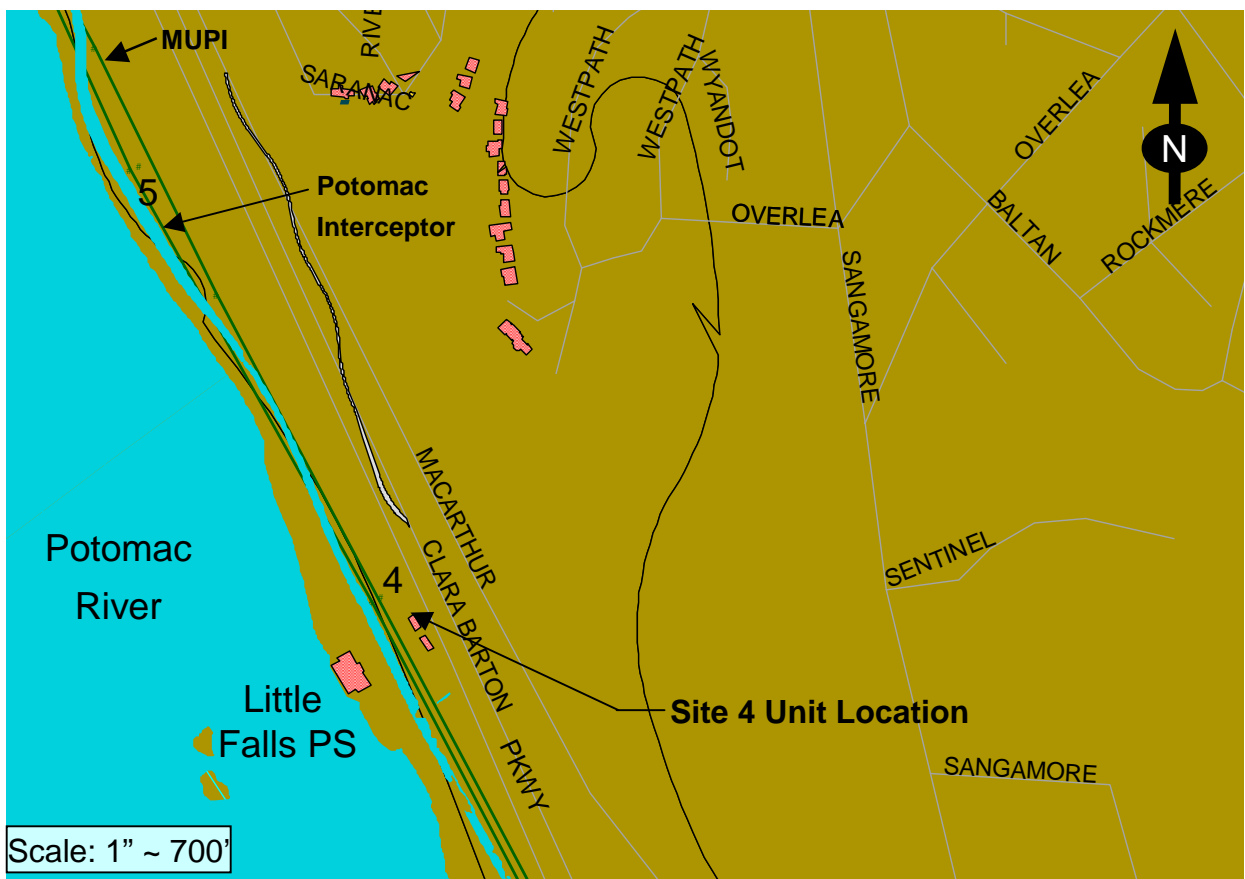 MUPI
RIVE
SARANAC
WESTPATH
WESTPATH
WYANDOT
OVERLEA
N
5
Potomac
Interceptor
OVERLEA
BALTAN
ROCKMERE
SANGAMORE
MACARTHUR
Potomac
River
4
CLARA BARTON
PKWY
SENTINEL
Little
Falls PS
Site 4 Unit Location
SANGAMORE
Scale: 1” ~ 700’